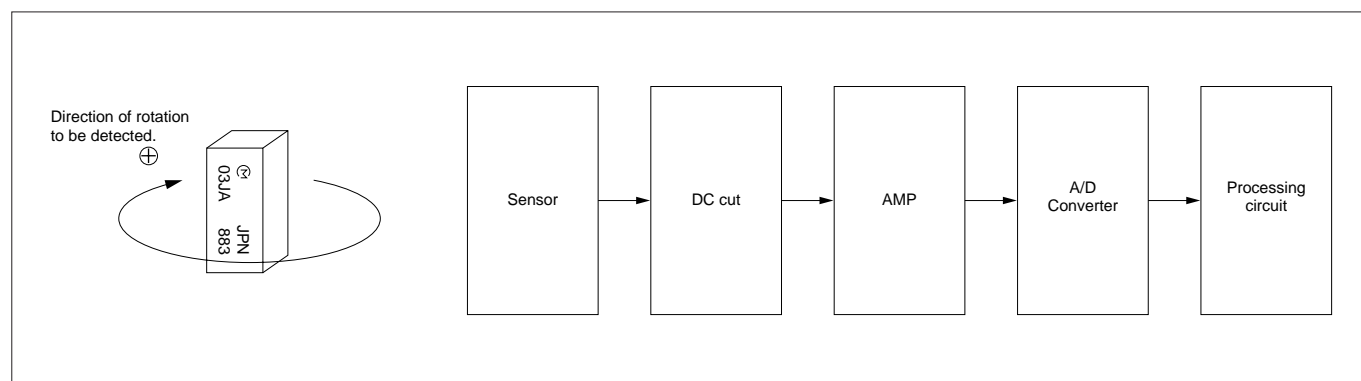 Direction of rotation
to be detected.
03JA JPN
883
Sensor
DC cut
AMP
A/D
Converter
Processing
circuit